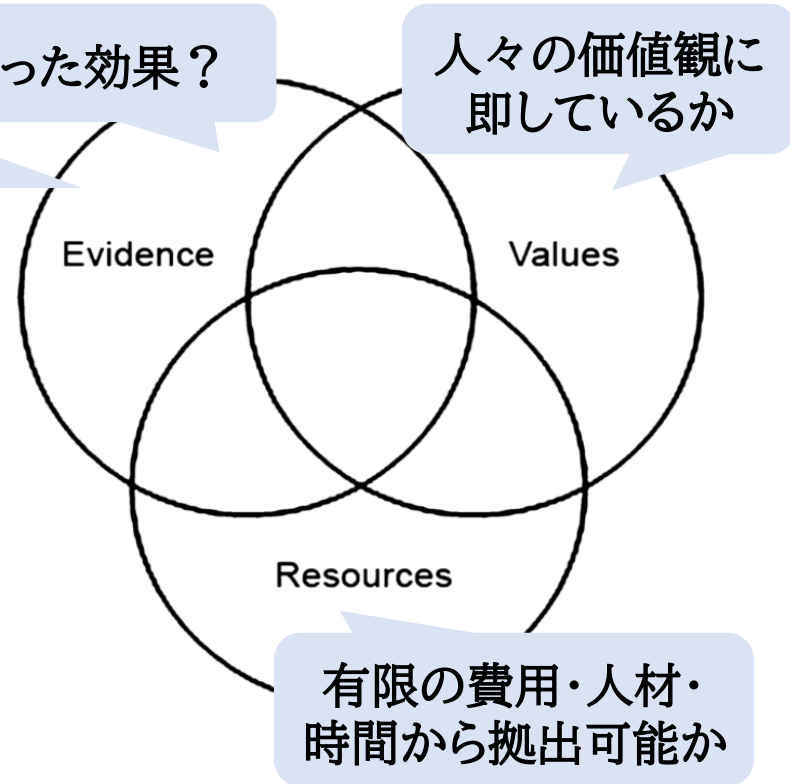 った効果？
人々の価値観に
即しているか
Evidence
Values
Resources
有限の費用・人材・
時間から拠出可能か